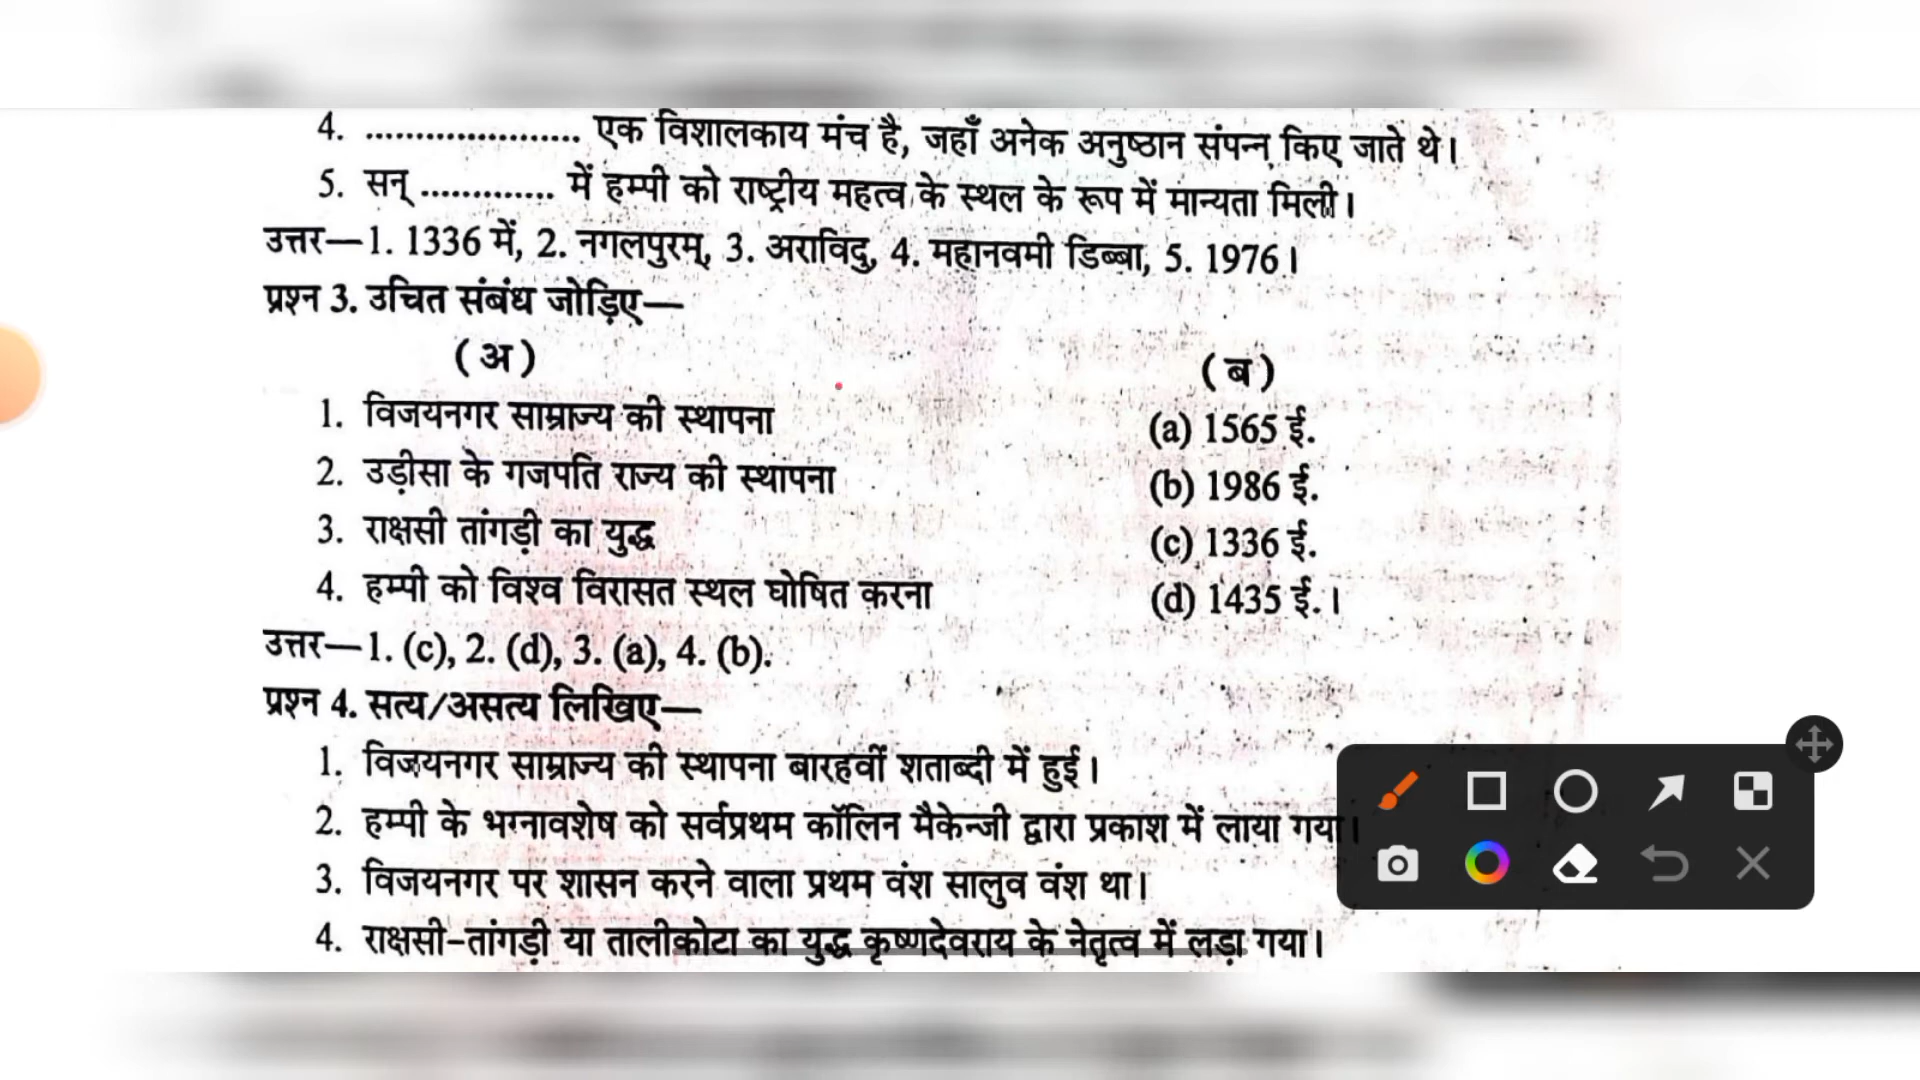 4. ..................... एक विशालकाय मंच है, जहाँ अनेक अनुष्ठान संपन्न किए जाते थे।
5. सन् ............. में हम्पी को राष्ट्रीय महत्व के स्थल के रूप में मान्यता मिली।
उत्तर—1. 1336 में, 2. नगलपुरम्, 3. अराविदु, 4. महानवमी डिब्बा, 5. 1976।
प्रश्न 3. उचित संबंध जोड़िए—
(अ) (ब)
1. विजयनगर साम्राज्य की स्थापना (a) 1565 ई.
2. उड़ीसा के गजपति राज्य की स्थापना (b) 1986 ई.
3. राक्षसी तांगड़ी का युद्ध (c) 1336 ई.
4. हम्पी को विश्व विरासत स्थल घोषित करना (d) 1435 ई.।
उत्तर—1. (c), 2. (d), 3. (a), 4. (b).
प्रश्न 4. सत्य/असत्य लिखिए—
1. विजयनगर साम्राज्य की स्थापना बारहवीं शताब्दी में हुई।
2. हम्पी के भग्नावशेष को सर्वप्रथम कॉलिन मैकेन्जी द्वारा प्रकाश में लाया गया।
3. विजयनगर पर शासन करने वाला प्रथम वंश सालुव वंश था।
4. राक्षसी-तांगड़ी या तालीकोटा का युद्ध कृष्णदेवराय के नेतृत्व में लड़ा गया।